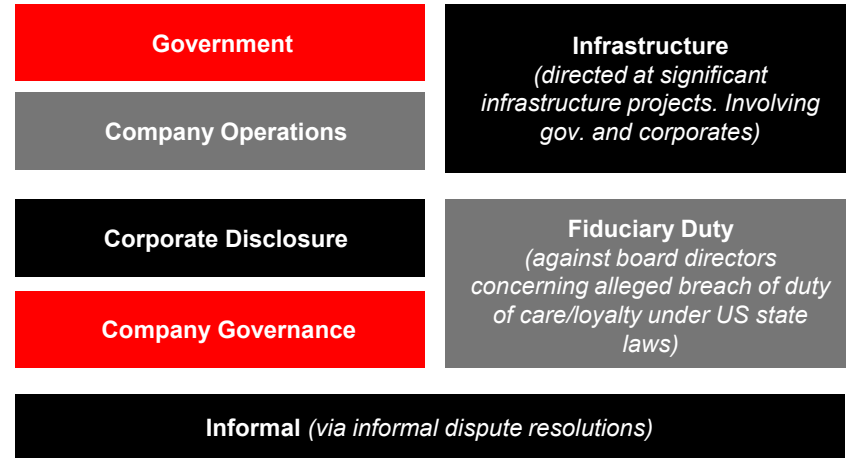 Government
Company Operations
Infrastructure
(directed at significant
infrastructure projects. Involving
gov. and corporates)
Corporate Disclosure
Company Governance
Fiduciary Duty
(against board directors
concerning alleged breach of duty
of care/loyalty under US state
laws)
Informal (via informal dispute resolutions)